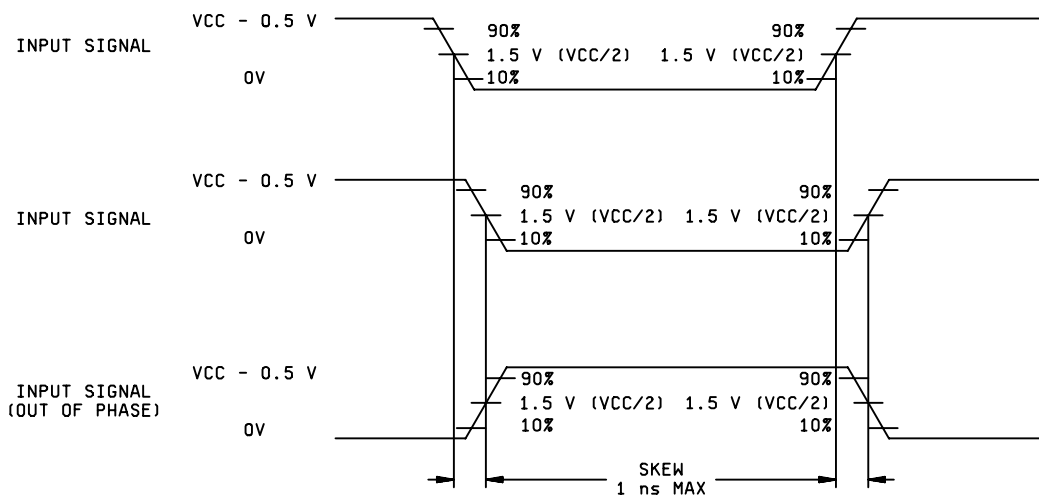 VCC - 0.5 V
INPUT SIGNAL
90% 90%
1.5 V (VCC/2) 1.5 V (VCC/2)
0V
10% 10%
VCC - 0.5 V
90% 90%
INPUT SIGNAL
1.5 V (VCC/2) 1.5 V (VCC/2)
0V
10% 10%
VCC - 0.5 V
90% 90%
INPUT SIGNAL
(OUT OF PHASE)
1.5 V (VCC/2) 1.5 V (VCC/2)
0V
10% 10%
SKEW
1 ns MAX